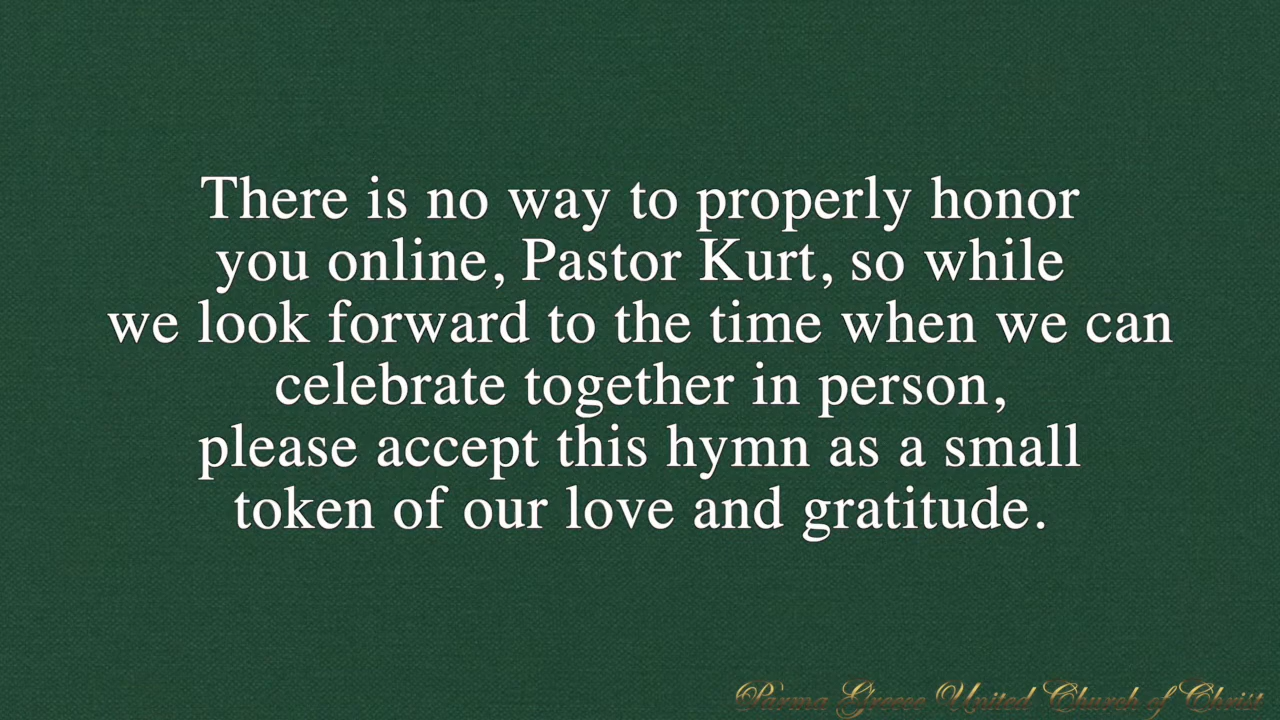 There is no way to properly honor
you online, Pastor Kurt, so while
we look forward to the time when we can
celebrate together in person,
please accept this hymn as a small
token of our love and gratitude.
Parma Greece United Church of Christ